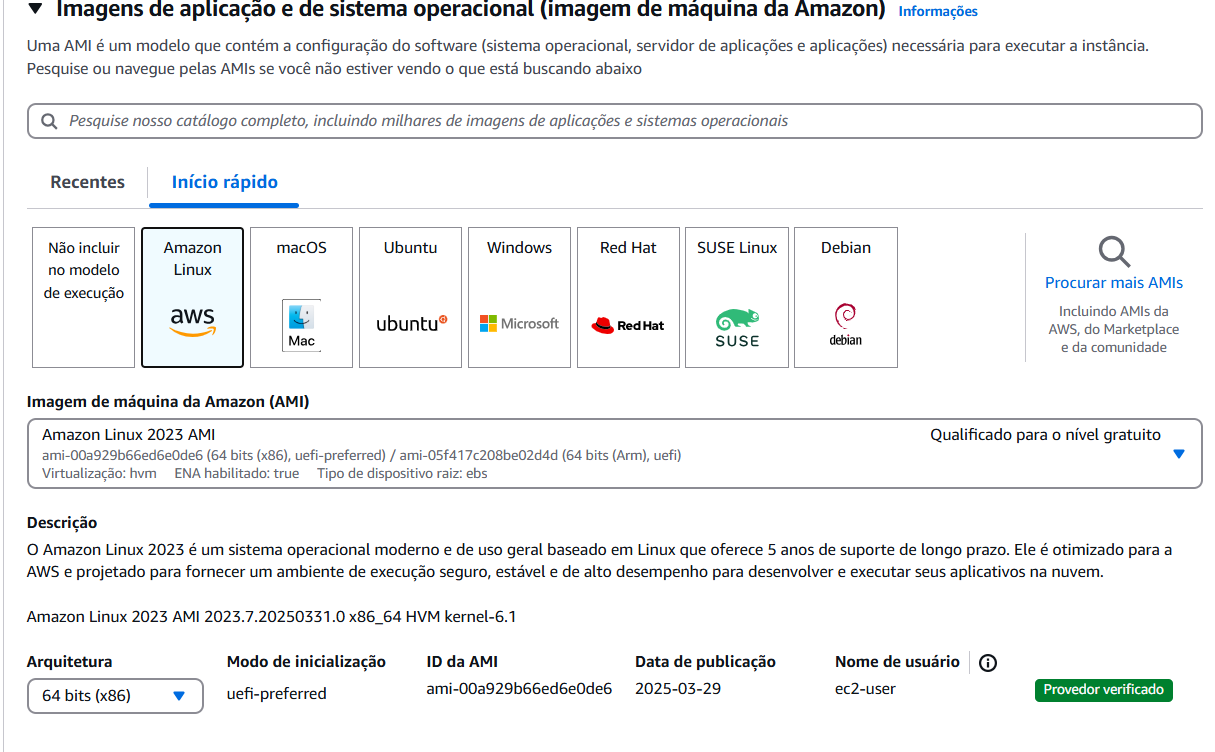 Imagens de aplicação e de sistema operacional (imagem de máquina da Amazon) Informações
Uma AMI é um modelo que contém a configuração do software (sistema operacional, servidor de aplicações e aplicações) necessária para executar a instância.
Pesquise ou navegue pelas AMIs se você não estiver vendo o que está buscando abaixo
Pesquise nosso catálogo completo, incluindo milhares de imagens de aplicações e sistemas operacionais
Recentes
Início rápido
Não incluir
no modelo
de execução
Amazon
Linux
aws
macOS
Mac
Ubuntu
ubuntu
Windows
Microsoft
Red Hat
Red Hat
SUSE Linux
SUSE
Debian
debian
Procurar mais AMIs
Incluindo AMIs da
AWS, do Marketplace
e da comunidade
Imagem de máquina da Amazon (AMI)
Amazon Linux 2023 AMI
Qualificado para o nível gratuito
ami-00a929b66ed6e0de6 (64 bits (x86), uefi-preferred) / ami-05f417c208be02d4d (64 bits (Arm), uefi)
Virtualização: hvm ENA habilitado: true Tipo de dispositivo raiz: ebs
Descrição
O Amazon Linux 2023 é um sistema operacional moderno e de uso geral baseado em Linux que oferece 5 anos de suporte de longo prazo. Ele é otimizado para a
AWS e projetado para fornecer um ambiente de execução seguro, estável e de alto desempenho para desenvolver e executar seus aplicativos na nuvem.
Amazon Linux 2023 AMI 2023.7.20250331.0 x86_64 HVM kernel-6.1
Arquitetura
64 bits (x86)
Modo de inicialização
uefi-preferred
ID da AMI
ami-00a929b66ed6e0de6
Data de publicação
2025-03-29
Nome de usuário
ec2-user
Provedor verificado